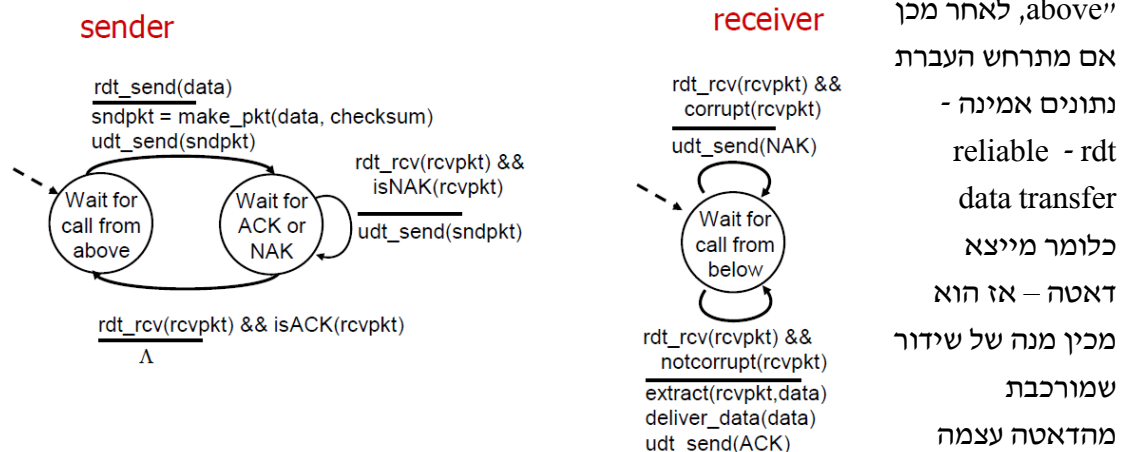 sender
rdt_send(data)
sndpkt = make_pkt(data, checksum)
udt_send(sndpkt)
Wait for
call from
above
Wait for
ACK or
NAK
rdt_rcv(rcvpkt) &&
isNAK(rcvpkt)
udt_send(sndpkt)
rdt_rcv(rcvpkt) && isACK(rcvpkt)
Λ
receiver
rdt_rcv(rcvpkt) &&
corrupt(rcvpkt)
udt_send(NAK)
Wait for
call from
below
rdt_rcv(rcvpkt) &&
notcorrupt(rcvpkt)
extract(rcvpkt,data)
deliver_data(data)
udt_send(ACK)
above״, לאחר מכן
אם מתרחש העברת
נתונים אמינה -
rdt - reliable
data transfer
כלומר מייצא
דאטה – אז הוא
מכין מנה של שידור
שמורכבת
מהדאטה עצמה